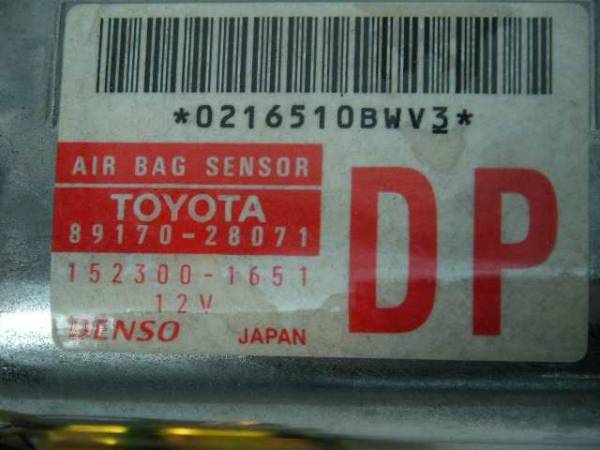 *0216510BWV3*
AIR BAG SENSOR
TOYOTA
89170-28071
152300-1651
12V
DENSO JAPAN
DP